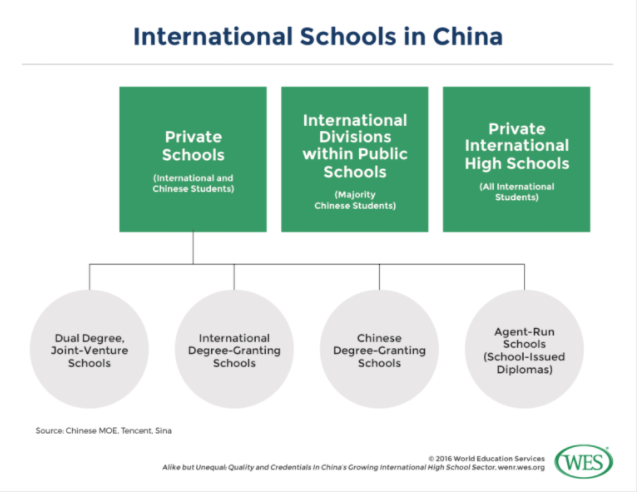 International Schools in China
Private
Schools
(International and
Chinese Students)
International
Divisions
within Public
Schools
(Majority
Chinese Students)
Private
International
High Schools
(All International
Students)
Dual Degree,
Joint-Venture
Schools
International
Degree-Granting
Schools
Chinese
Degree-Granting
Schools
Agent-Run
Schools
(School-Issued
Diplomas)
Source: Chinese MOE, Tencent, Sina
© 2016 World Education Services
Alike but Unequal: Quality and Credentials in China's Growing International High School Sector, wenr.wes.org
WES